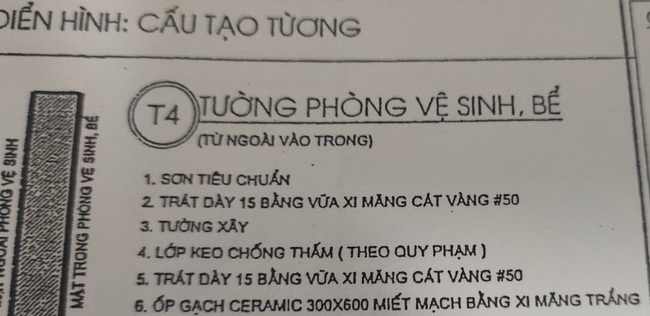 ĐIỂN HÌNH: CẤU TẠO TƯỜNG
T4
TƯỜNG PHÒNG VỆ SINH, BỂ
(TỪ NGOÀI VÀO TRONG)
1. SƠN TIÊU CHUẨN
2. TRÁT DÀY 15 BẰNG VỮA XI MĂNG CÁT VÀNG #50
3. TƯỜNG XÂY
4. LỚP KEO CHỐNG THẤM ( THEO QUY PHẠM )
5. TRÁT DÀY 15 BẰNG VỮA XI MĂNG CÁT VÀNG #50
6. ỐP GẠCH CERAMIC 300X600 MIẾT MẠCH BẰNG XI MĂNG TRẮNG
NGOÀI PHÒNG VỆ SINH
MẶT TRONG PHÒNG VỆ SINH, BỂ